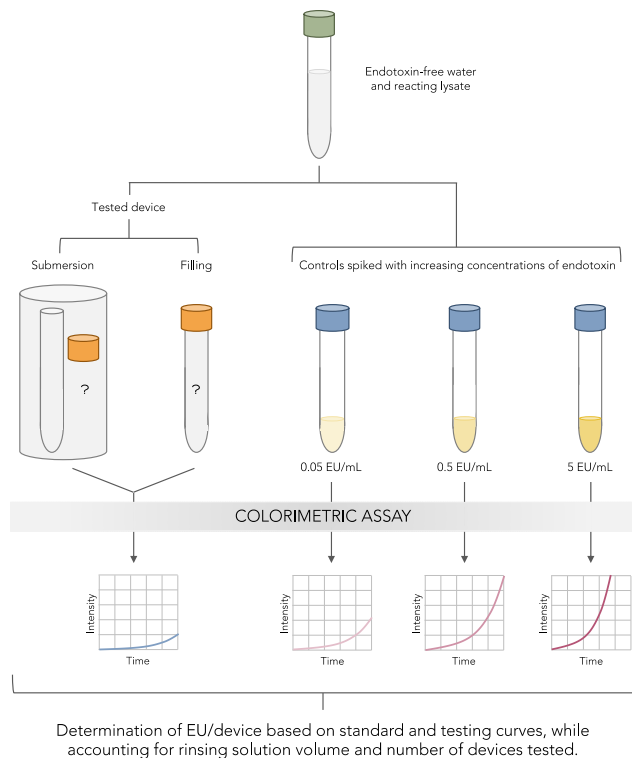 Endotoxin-free water
and reacting lysate
Tested device
Submersion
Filling
Controls spiked with increasing concentrations of endotoxin
?
?
0.05 EU/mL
0.5 EU/mL
5 EU/mL
COLORIMETRIC ASSAY
Intensity
Time
Intensity
Time
Intensity
Time
Intensity
Time
Determination of EU/device based on standard and testing curves, while
accounting for rinsing solution volume and number of devices tested.